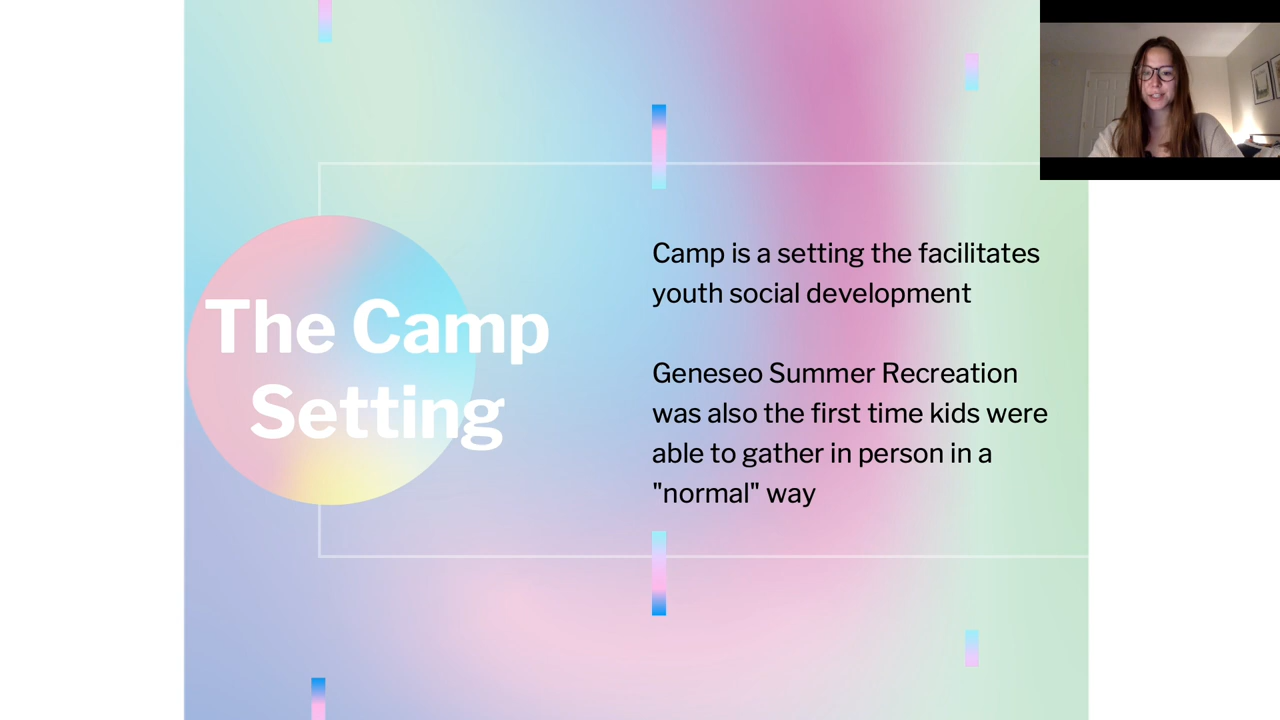 The Camp
Setting
Camp is a setting the facilitates
youth social development
Geneseo Summer Recreation
was also the first time kids were
able to gather in person in a
"normal" way